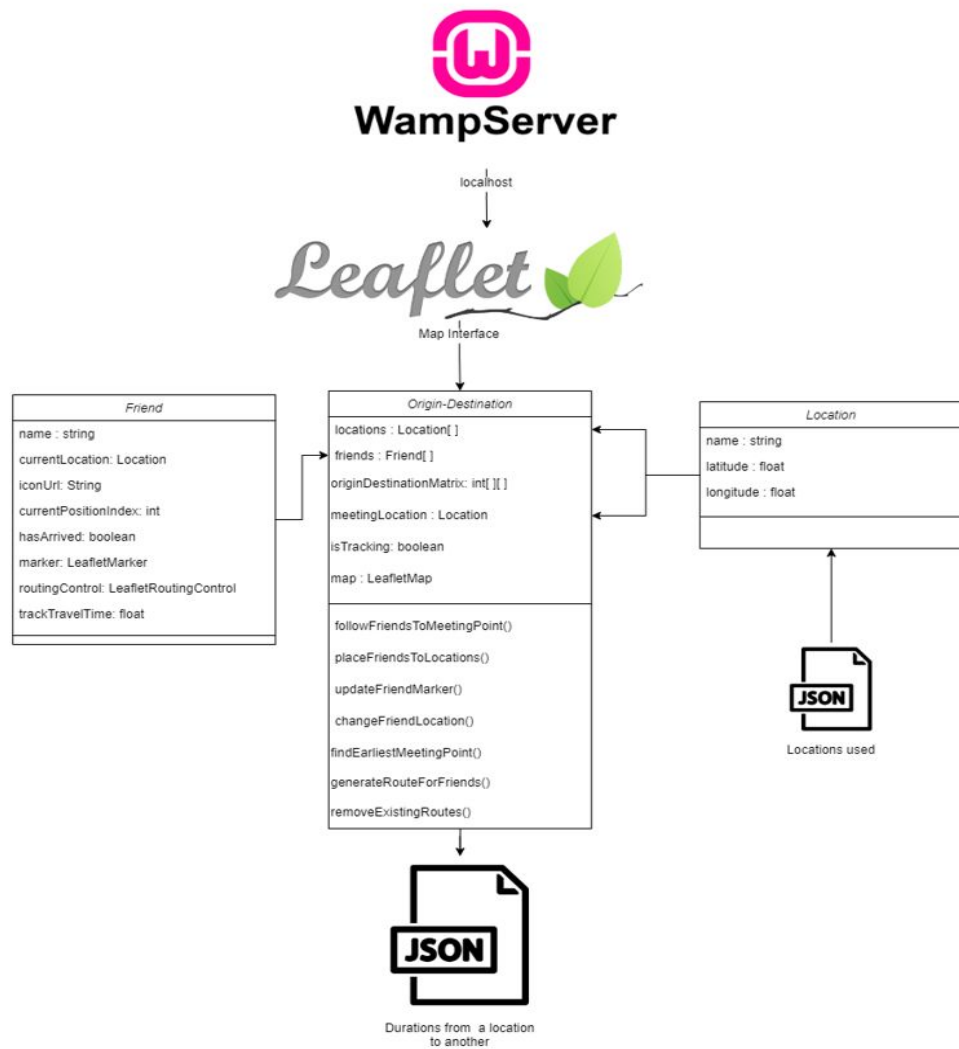 WampServer
localhost
Leaflet
Map Interface
Friend
name : string
currentLocation: Location
iconUrl: String
currentPositionIndex: int
hasArrived: boolean
marker: LeafletMarker
routingControl: LeafletRoutingControl
trackTravelTime: float
Origin-Destination
locations : Location[ ]
friends : Friend[ ]
originDestinationMatrix: int[ ][ ]
meetingLocation : Location
isTracking: boolean
map : LeafletMap
followFriendsToMeetingPoint()
placeFriendsToLocations()
updateFriendMarker()
changeFriendLocation()
findEarliestMeetingPoint()
generateRouteForFriends()
removeExistingRoutes()
Location
name : string
latitude : float
longitude : float
JSON
Locations used
JSON
Durations from a location
to another